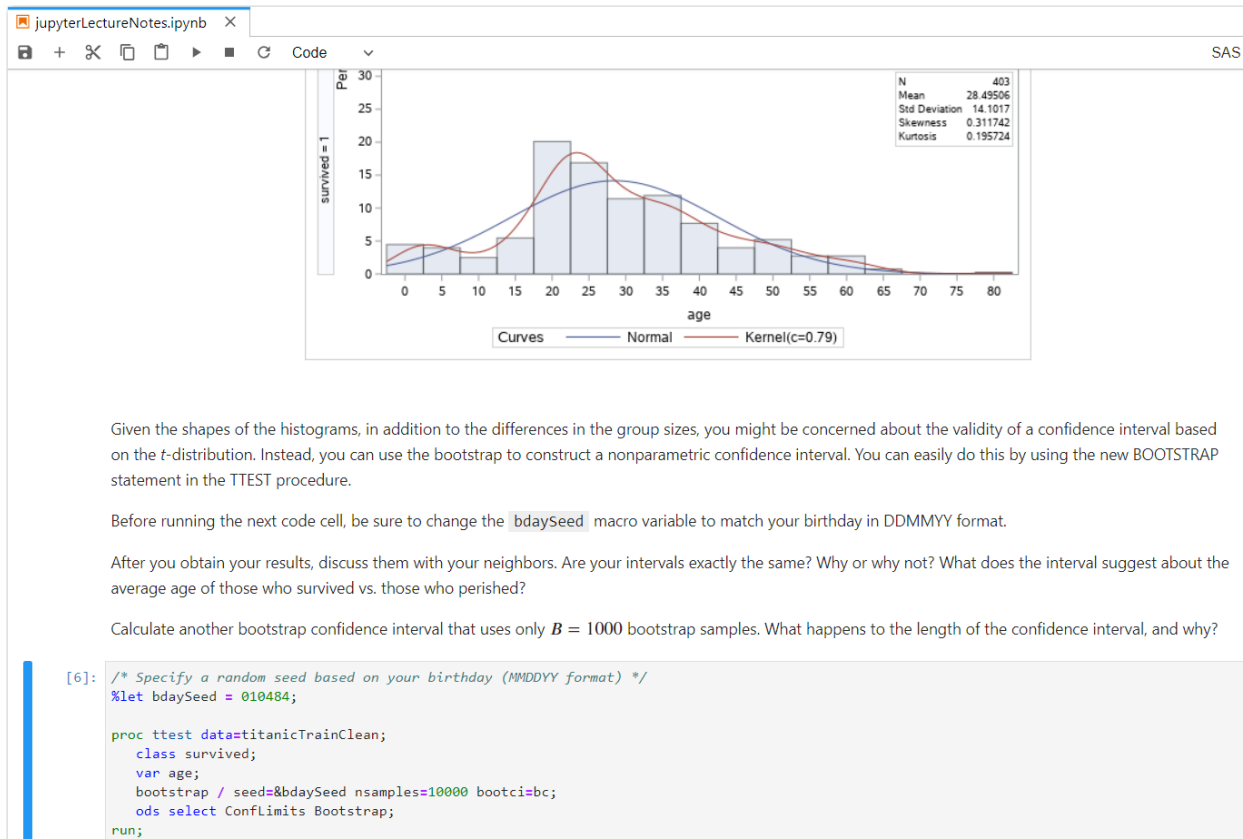 jupyterLectureNotes.ipynb
Code
SAS
30
25
20
15
10
5
0
survived = 1
N 403
Mean 28.49506
Std Deviation 14.1017
Skewness 0.311742
Kurtosis 0.195724
0 5 10 15 20 25 30 35 40 45 50 55 60 65 70 75 80
age
Curves Normal Kernel(c=0.79)
Given the shapes of the histograms, in addition to the differences in the group sizes, you might be concerned about the validity of a confidence interval based
on the t-distribution. Instead, you can use the bootstrap to construct a nonparametric confidence interval. You can easily do this by using the new BOOTSTRAP
statement in the TTEST procedure.
Before running the next code cell, be sure to change the bdaySeed macro variable to match your birthday in DDMMYY format.
After you obtain your results, discuss them with your neighbors. Are your intervals exactly the same? Why or why not? What does the interval suggest about the
average age of those who survived vs. those who perished?
Calculate another bootstrap confidence interval that uses only B = 1000 bootstrap samples. What happens to the length of the confidence interval, and why?
[6]: /* Specify a random seed based on your birthday (MMDDYY format) */
%let bdaySeed = 010484;
proc ttest data=titanicTrainClean;
class survived;
var age;
bootstrap / seed=&bdaySeed nsamples=10000 bootci=bc;
ods select ConfLimits Bootstrap;
run;